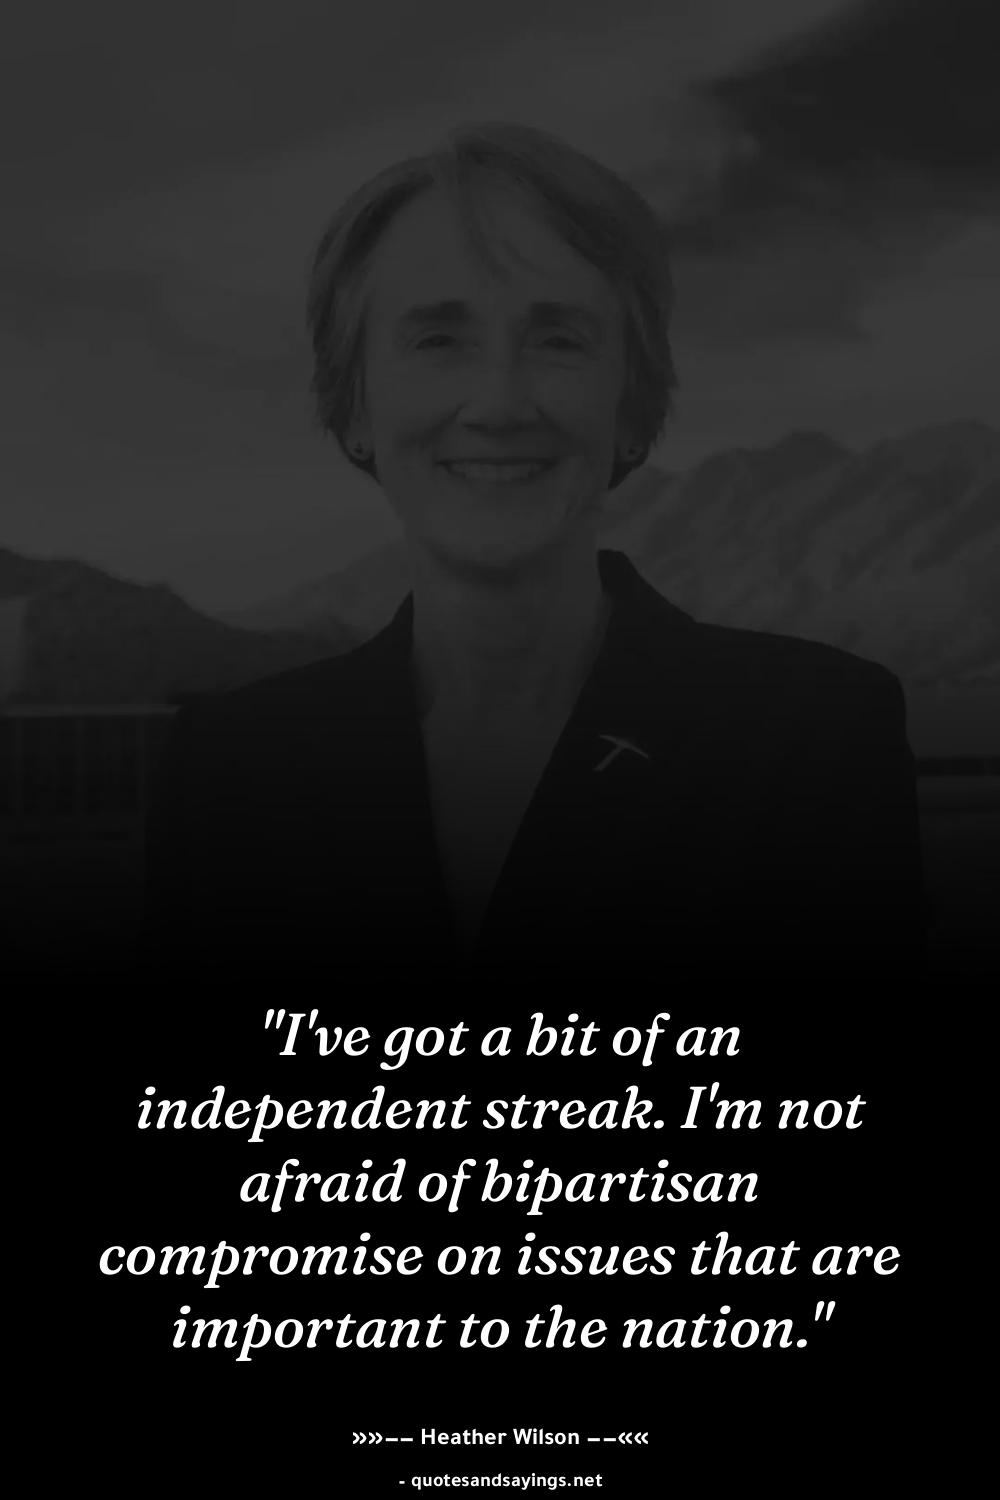 "I've got a bit of an
independent streak. I'm not
afraid of bipartisan
compromise on issues that are
important to the nation."
»»–– Heather Wilson ––««
- quotesandsayings.net